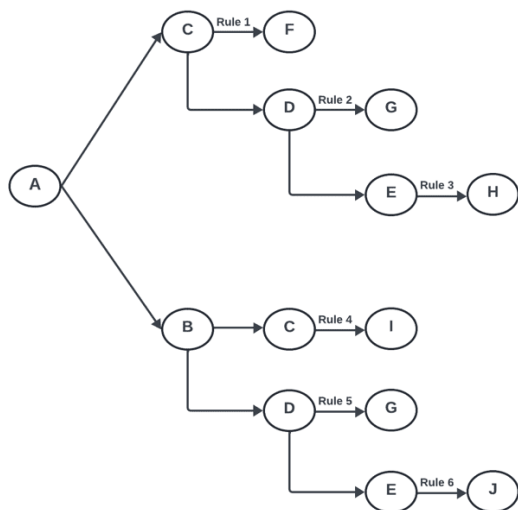 C Rule 1 F
D Rule 2 G
A
E Rule 3 H
B C Rule 4 I
D Rule 5 G
E Rule 6 J